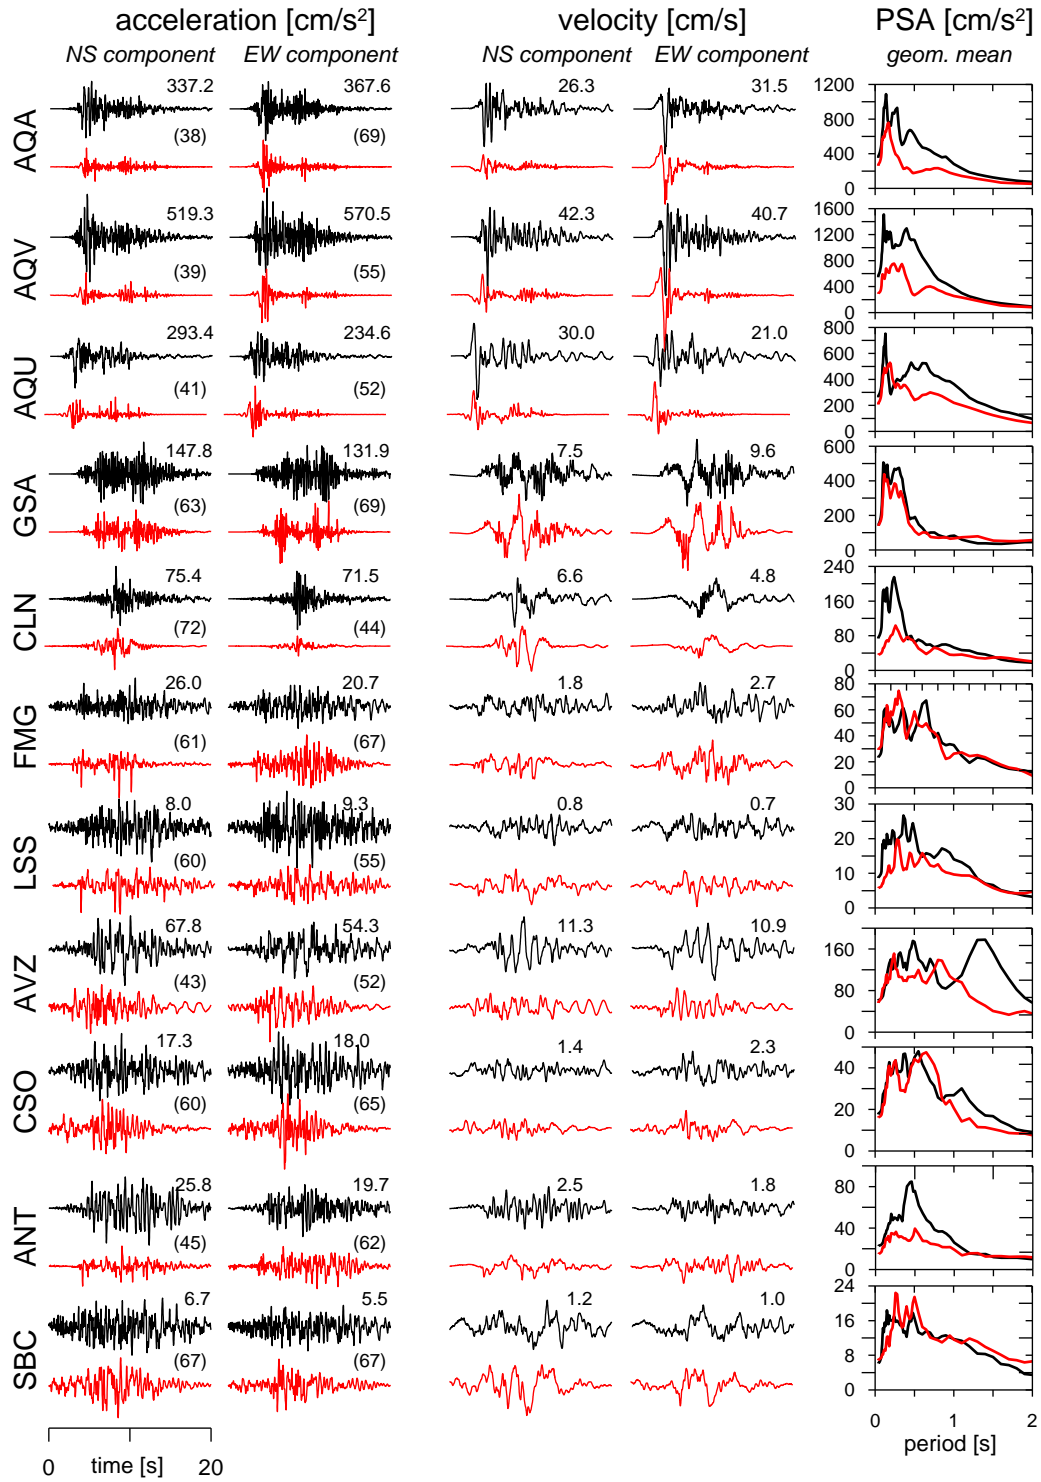 acceleration [cm/s²] velocity [cm/s] PSA [cm/s²]
NS component EW component NS component EW component geom. mean
AQA 337.2 367.6 26.3 31.5 1200
(38) (69) 800
400
0
AQV 519.3 570.5 42.3 40.7 1600
(39) (55) 1200
800
400
0
AQU 293.4 234.6 30.0 21.0 800
(41) (52) 600
400
200
0
GSA 147.8 131.9 7.5 9.6 600
(63) (69) 400
200
0
CLN 75.4 71.5 6.6 4.8 240
(72) (44) 160
80
0
FMG 26.0 20.7 1.8 2.7 80
(61) (67) 60
40
20
0
LSS 8.0 9.3 0.8 0.7 30
(60) (55) 20
10
0
AVZ 67.8 54.3 11.3 10.9 160
(43) (52) 80
0
CSO 17.3 18.0 1.4 2.3 40
(60) (65) 20
0
ANT 25.8 19.7 2.5 1.8 80
(45) (62) 40
0
SBC 6.7 5.5 1.2 1.0 24
(67) (67) 16
8
0
0 1 2
0 time [s] 20 period [s]